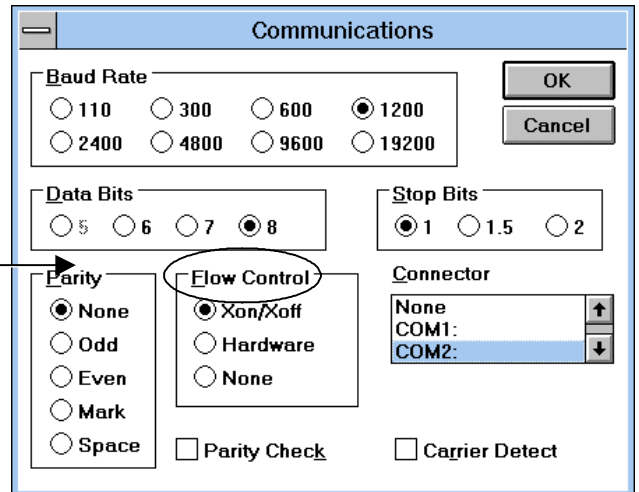 Communications
Baud Rate
110 300 600 1200
2400 4800 9600 19200
OK
Cancel
Data Bits
5 6 7 8
Stop Bits
1 1.5 2
Parity
None
Odd
Even
Mark
Space
Flow Control
Xon/Xoff
Hardware
None
Connector
None
COM1:
COM2:
Parity Check
Carrier Detect